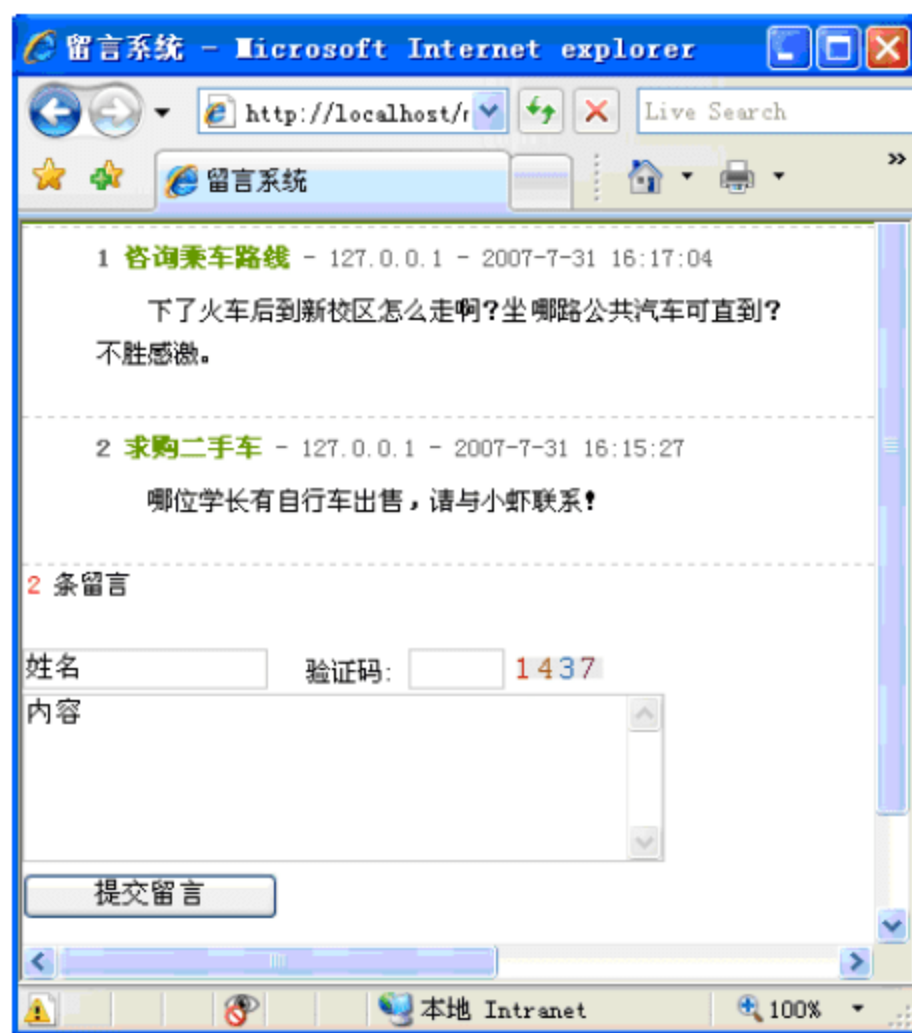 留言系统 - Microsoft Internet explorer
http://localhost/r
Live Search
留言系统
1 咨询乘车路线 - 127.0.0.1 - 2007-7-31 16:17:04
下了火车后到新校区怎么走啊?坐哪路公共汽车可直到?
不胜感激。
2 求购二手车 - 127.0.0.1 - 2007-7-31 16:15:27
哪位学长有自行车出售,请与小虾联系!
2 条留言
姓名 验证码: 1437
内容
提交留言
本地 Intranet 100%